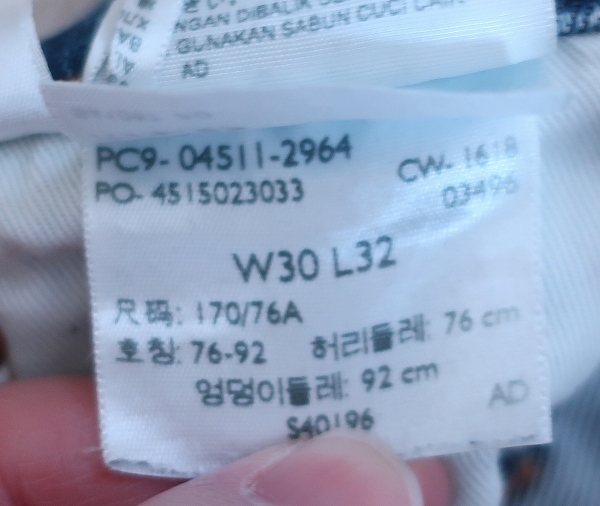 NGAN DIBALIK
GUNAKAN SABUN CUCI
AD
PC9- 04511-2964
CW- 1618
PO- 4515023033
03496
W30 L32
尺码: 170/76A
호칭: 76-92 허리둘레: 76 cm
엉덩이둘레: 92 cm
AD
S40196